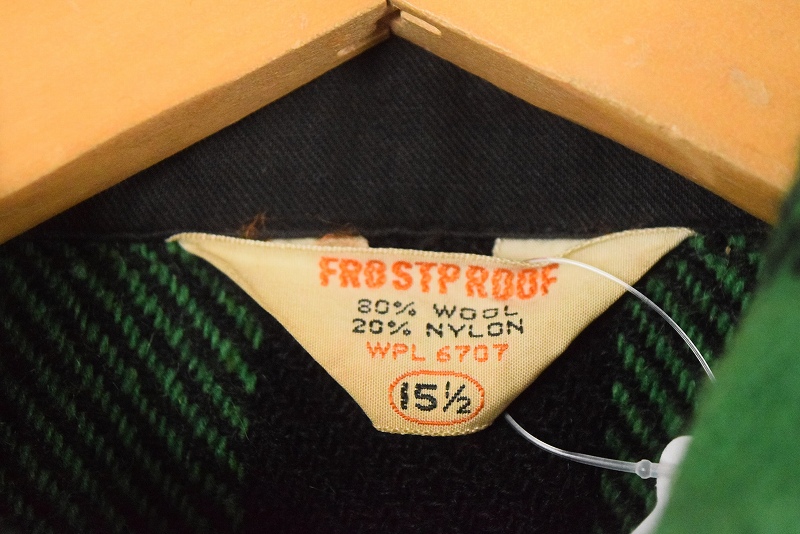 FROSTPROOF
80% WOOL
20% NYLON
WPL 6707
15½